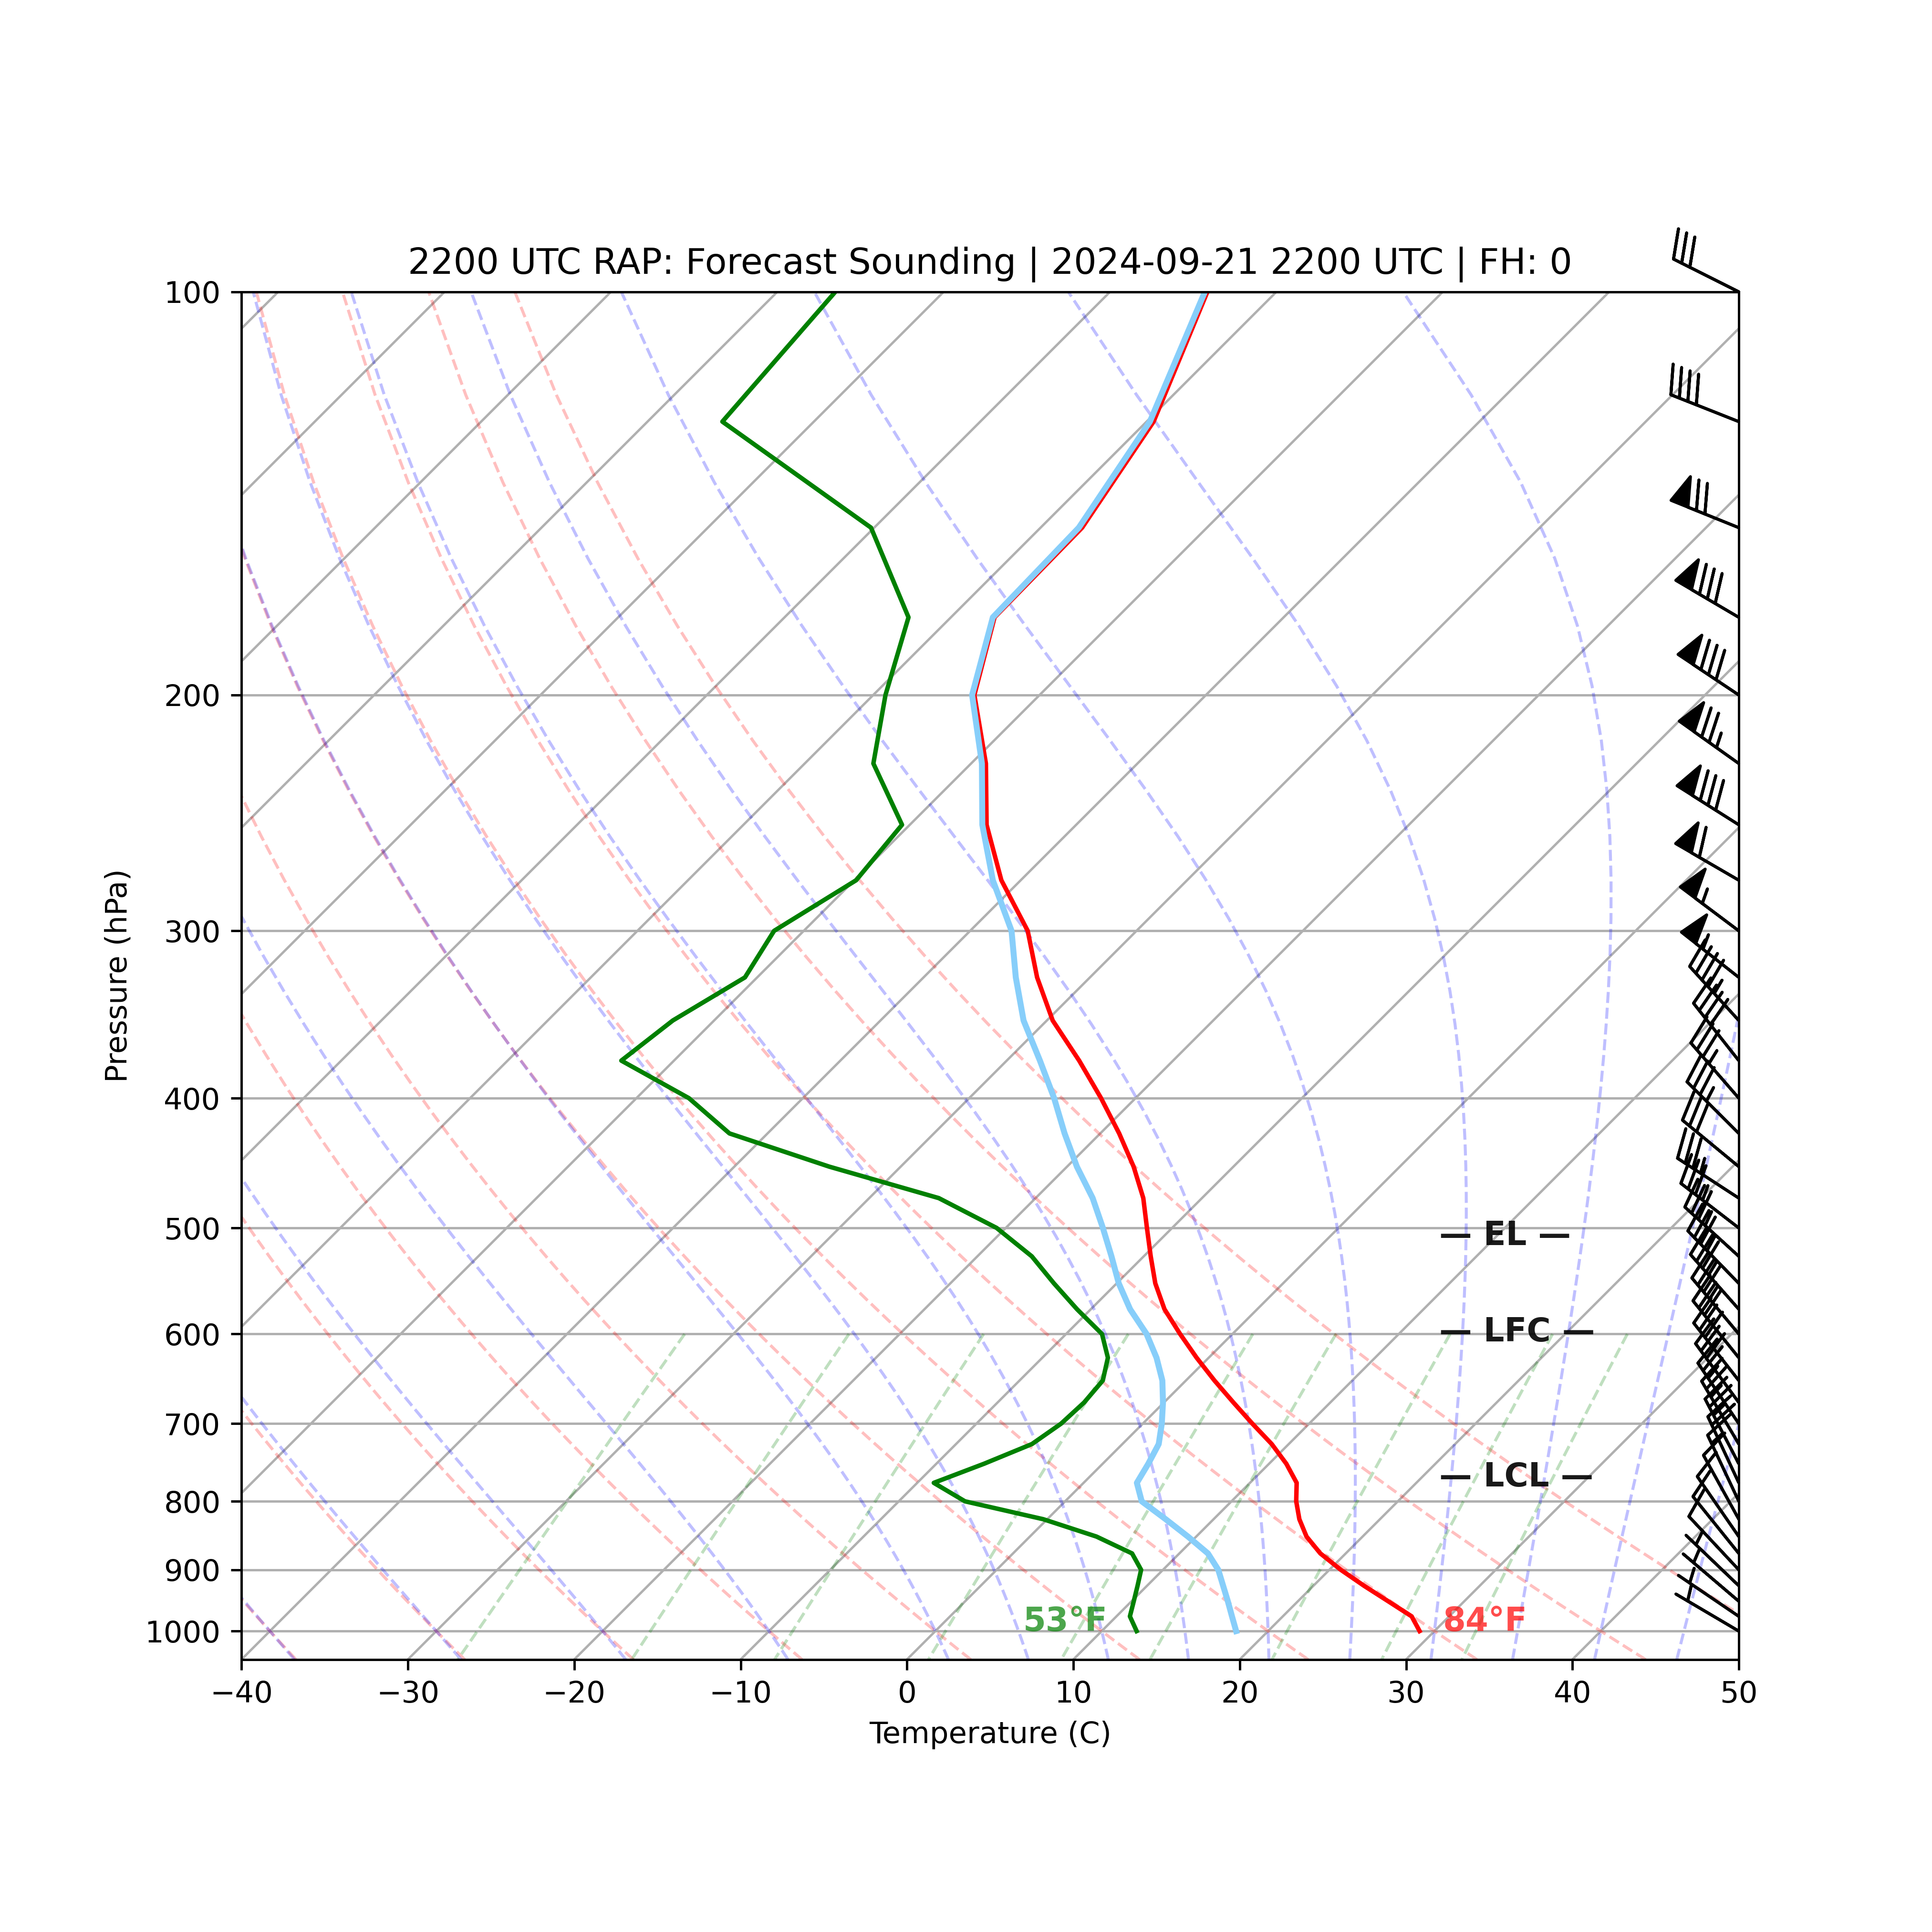 2200 UTC RAP: Forecast Sounding | 2024-09-21 2200 UTC | FH: 0
100
200
300
400
500
600
700
800
900
1000
Pressure (hPa)
— EL —
— LFC —
— LCL —
53°F
84°F
−40 −30 −20 −10 0 10 20 30 40 50
Temperature (C)